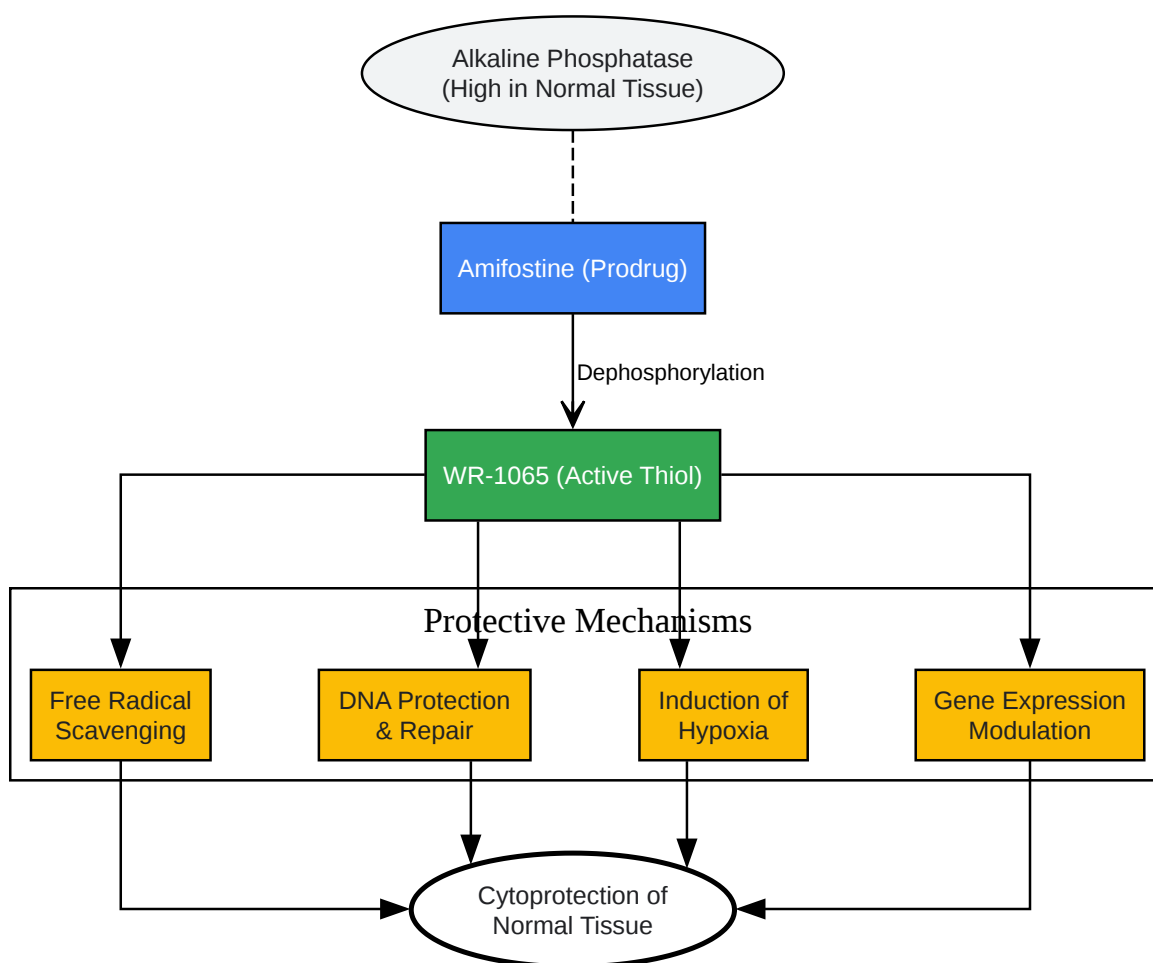 Alkaline Phosphatase
(High in Normal Tissue)
Amifostine (Prodrug)
Dephosphorylation
WR-1065 (Active Thiol)
Protective Mechanisms
Free Radical
Scavenging
DNA Protection
& Repair
Induction of
Hypoxia
Gene Expression
Modulation
Cytoprotection of
Normal Tissue